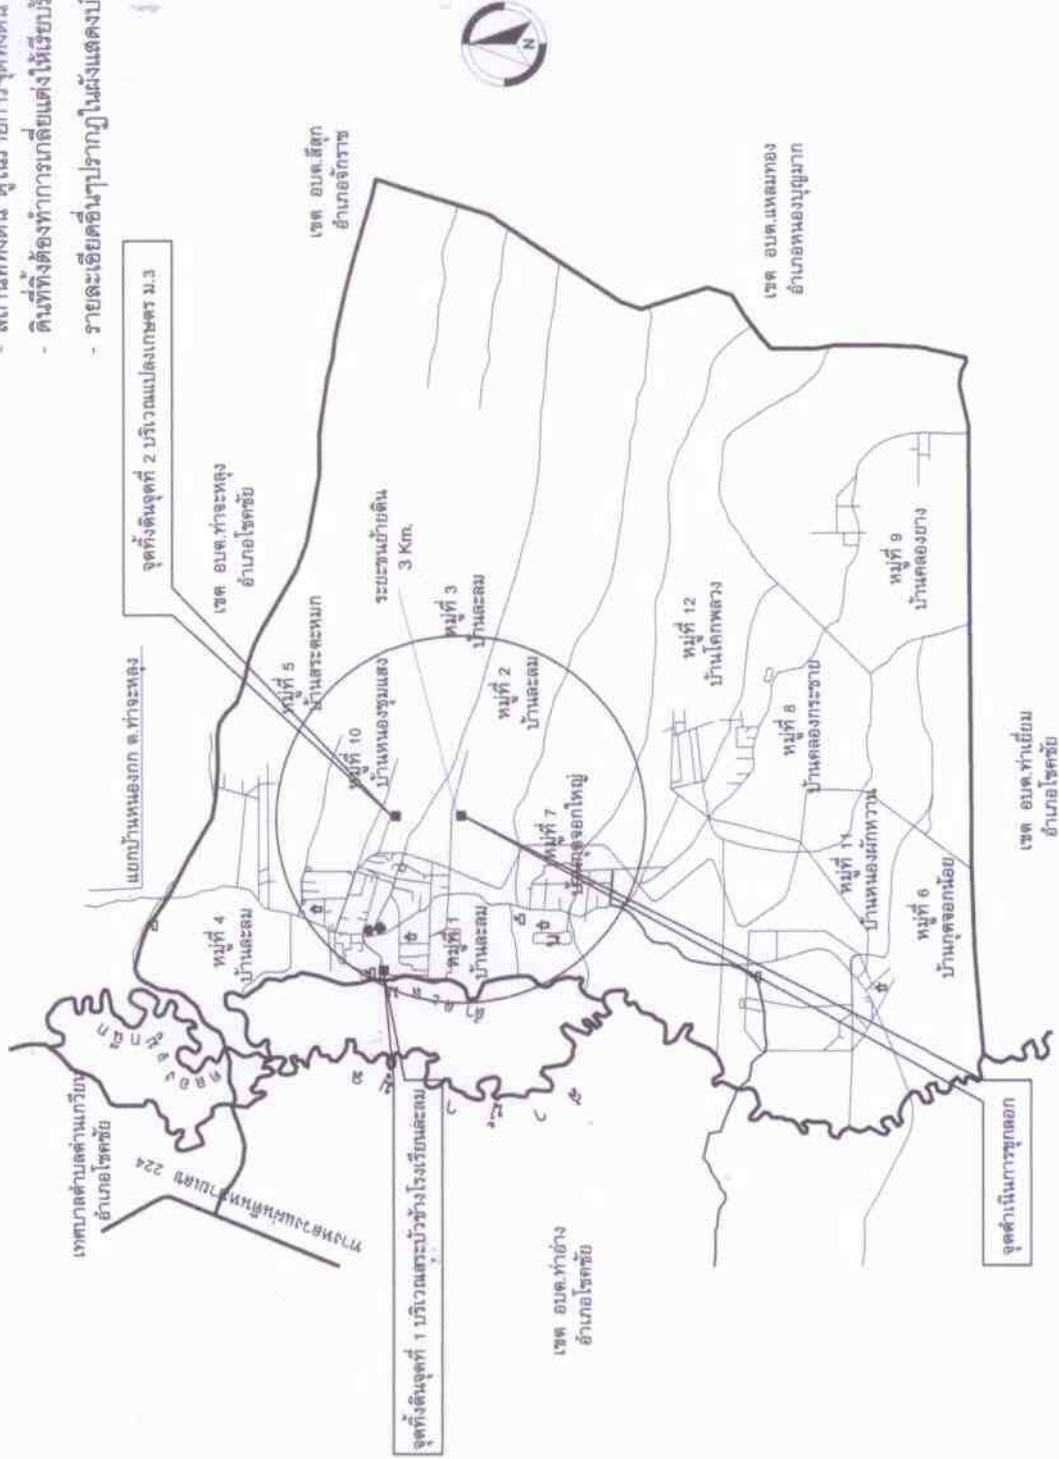 - ดินที่ทิ้งต้องทำการเกลี่ยแต่งให้เรียบร้
- รายละเอียดอื่นๆปรากฏในผังแสดงบริ
N
จุดทิ้งดินจุดที่ 2 บริเวณแปลงเกษตร ม.3
เขต อบต.สีสุก
อำเภอจักราช
เขต อบต.แหลมทอง
อำเภอหนองบุญมาก
เขต อบต.ท่าจะหลุง
อำเภอโชคชัย
แยกบ้านหนองกก ต.ท่าจะหลุง
ระยะขนย้ายดิน
3 Km.
หมู่ที่ 5
บ้านสระตะหมก
หมู่ที่ 10
บ้านหนองชุมแสง
หมู่ที่ 3
บ้านละลม
หมู่ที่ 2
บ้านละลม
หมู่ที่ 4
บ้านละลม
หมู่ที่ 1
บ้านละลม
หมู่ที่ 7
บ้านกุดจอกใหญ่
หมู่ที่ 12
บ้านโคกพลวง
หมู่ที่ 9
บ้านคลองยาง
หมู่ที่ 8
บ้านคลองกระชาย
หมู่ที่ 11
บ้านหนองผักหวาน
หมู่ที่ 6
บ้านกุดจอกน้อย
เทศบาลตำบลด่านเกวียน
อำเภอโชคชัย
ทางหลวงแผ่นดินหมายเลข 224
จุดทิ้งดินจุดที่ 1 บริเวณสระบัวข้างโรงเรียนละลม
เขต อบต.ท่าอ่าง
อำเภอโชคชัย
เขต อบต.ท่าเยี่ยม
อำเภอโชคชัย
จุดดำเนินการขุดลอก